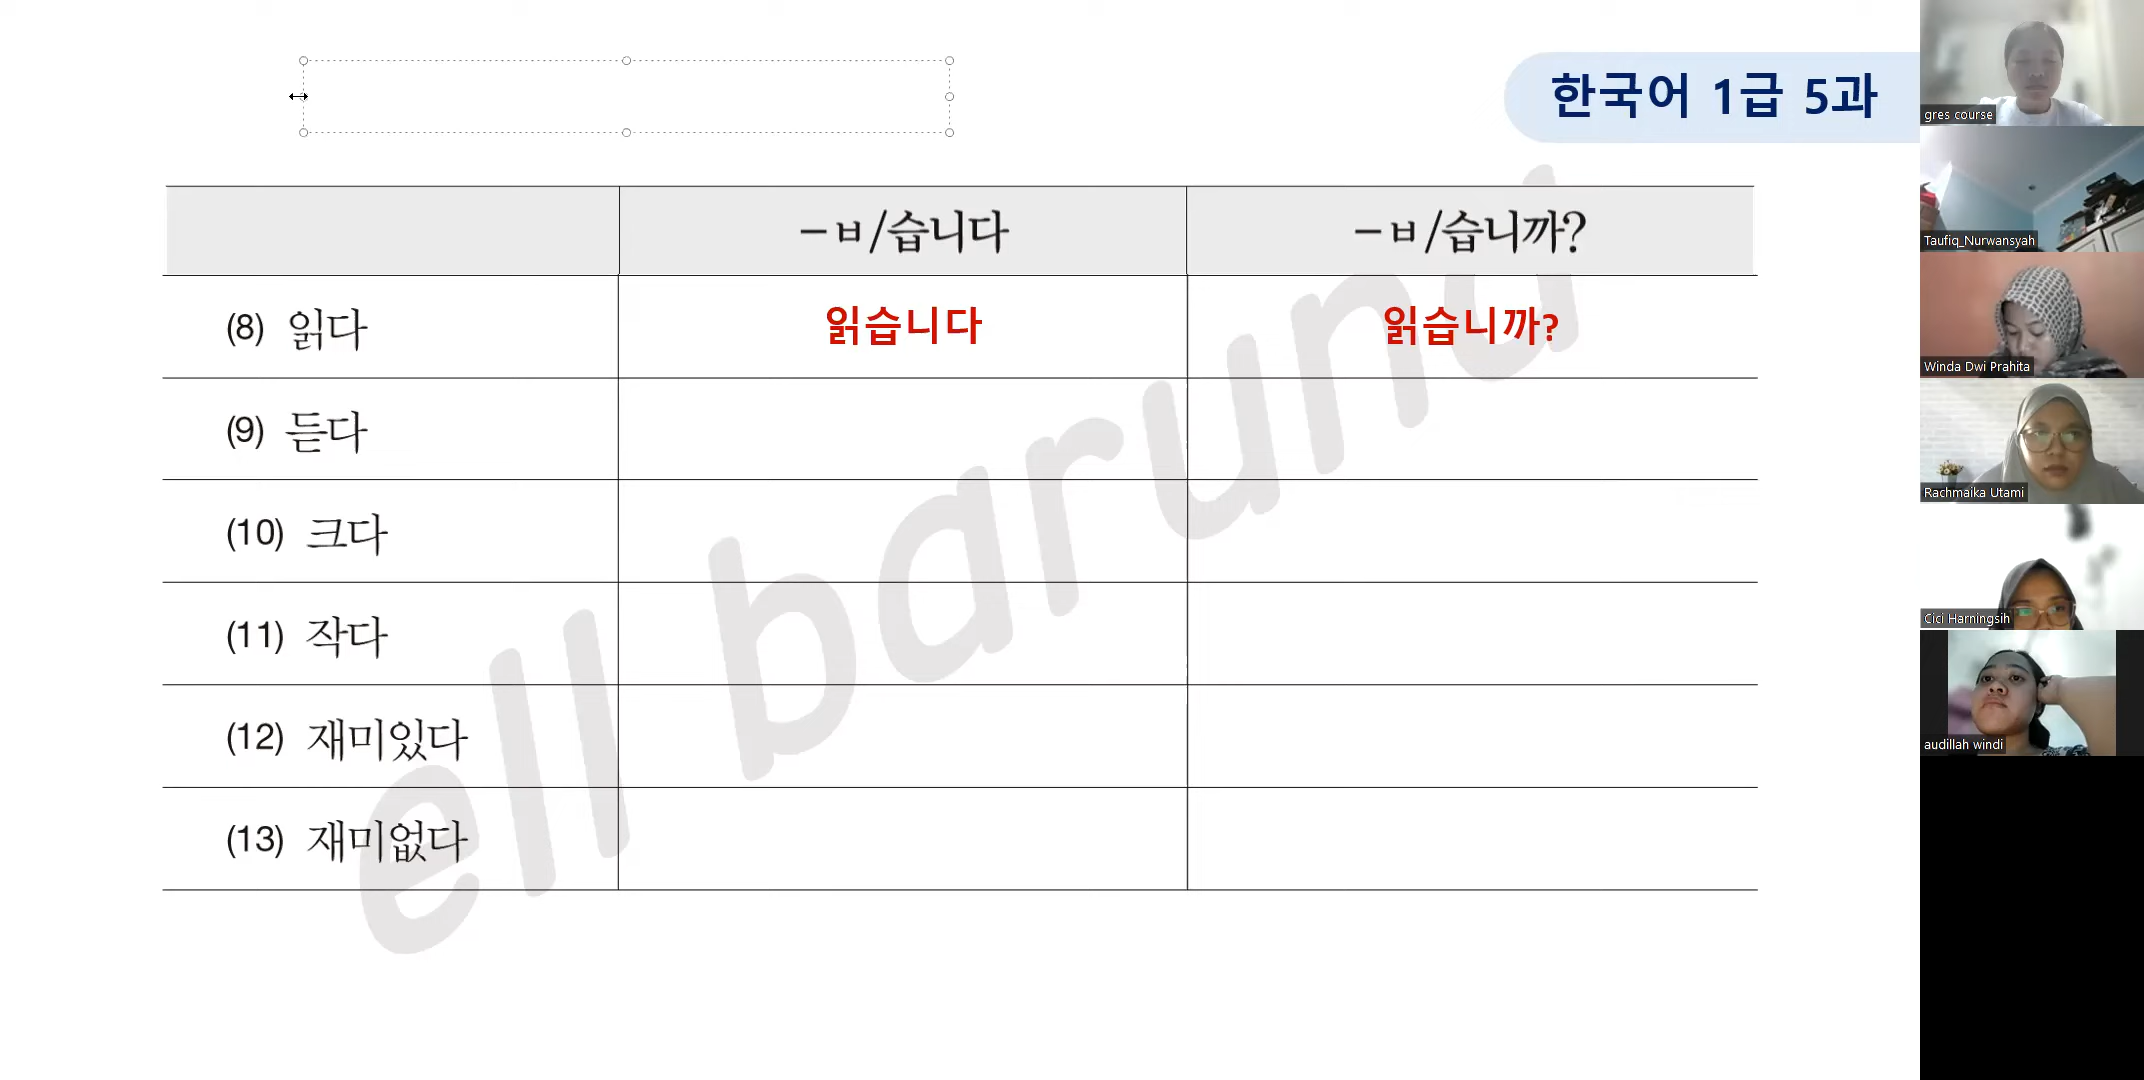 한국어 1급 5과
–ㅂ/습니다 –ㅂ/습니까?
(8) 읽다 읽습니다 읽습니까?
(9) 듣다
(10) 크다
(11) 작다
(12) 재미있다
(13) 재미없다
ell barund
gres course
Taufiq_Nurwansyah
Winda Dwi Prahita
Rachmaika Utami
Cici Harningsih
audillah windi